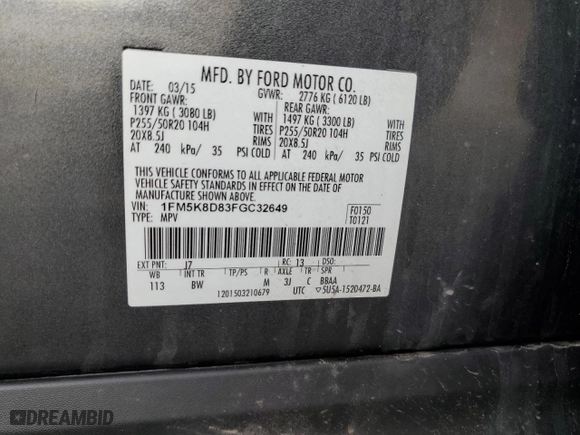 MFD. BY FORD MOTOR CO.
DATE: 03/15 GVWR: 2776 KG ( 6120 LB)
FRONT GAWR: REAR GAWR:
1397 KG ( 3080 LB) WITH 1497 KG ( 3300 LB) WITH
P255/50R20 104H TIRES P255/50R20 104H TIRES
20X8.5J RIMS 20X8.5J RIMS
AT 240 kPa/ 35 PSI COLD AT 240 kPa/ 35 PSI COLD
THIS VEHICLE CONFORMS TO ALL APPLICABLE FEDERAL MOTOR
VEHICLE SAFETY STANDARDS IN EFFECT ON THE DATE OF
MANUFACTURE SHOWN ABOVE.
VIN: 1FM5K8D83FGC32649 F0150
TYPE: MPV T0121
EXT PNT: J7 RC: 13 DSO:
WB INT TR TP/PS R AXLE TR SPR
113 BW M 3J C BBAA
1201503210679 UTC ▽5USA-1520472-BA
DREAMBID